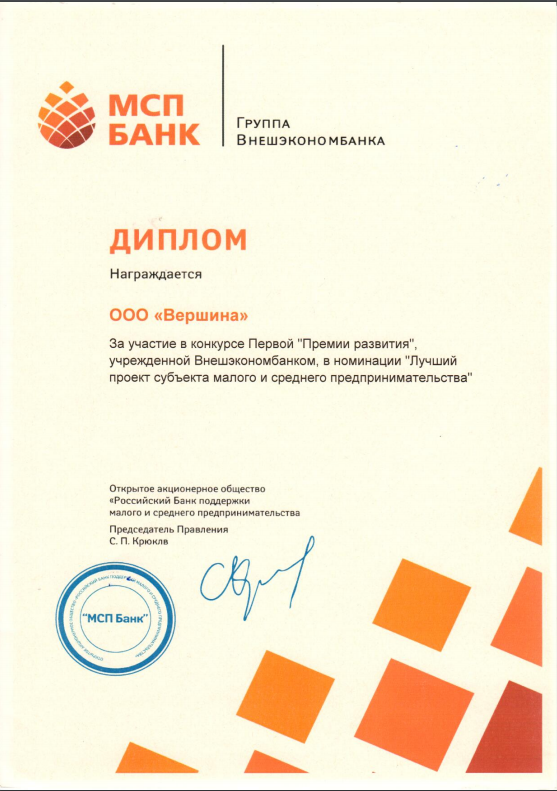 МСП
БАНК
Группа
Внешэкономбанка
ДИПЛОМ
Награждается
ООО «Вершина»
За участие в конкурсе Первой "Премии развития",
учрежденной Внешэкономбанком, в номинации "Лучший
проект субъекта малого и среднего предпринимательства"
Открытое акционерное общество
«Российский Банк поддержки
малого и среднего предпринимательства
Председатель Правления
С. П. Крюклв
"МСП Банк"